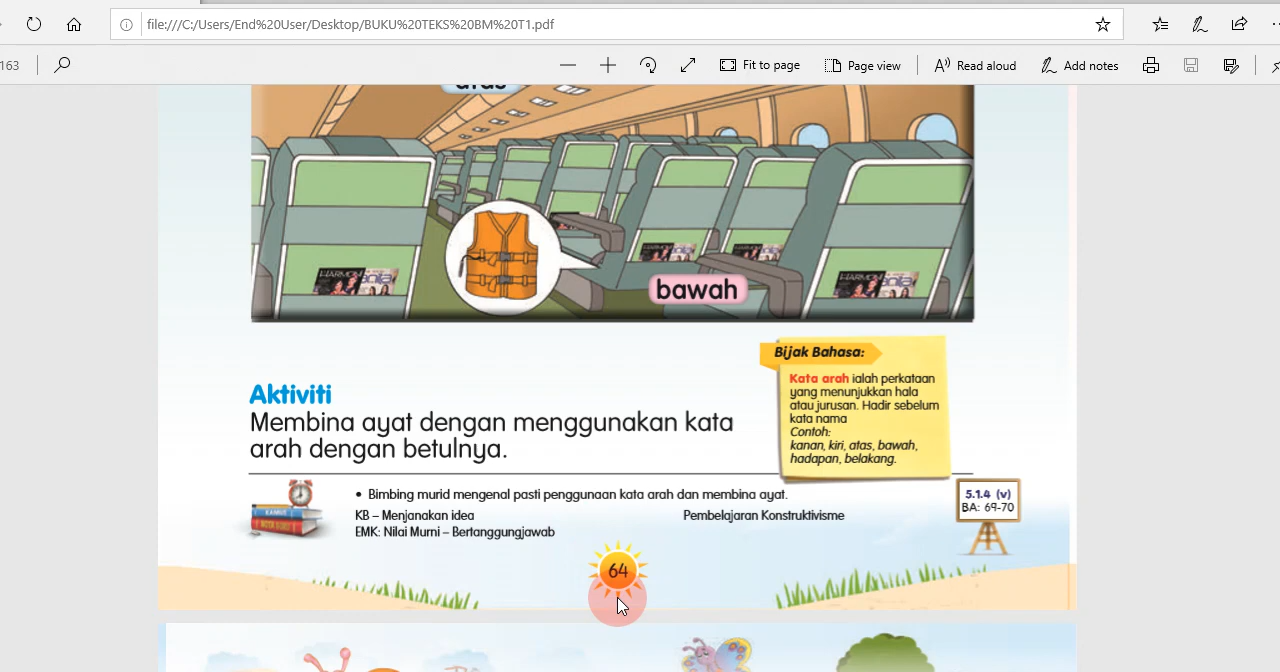 file:///C:/Users/End%20User/Desktop/BUKU%20TEKS%20BM%20T1.pdf
163
Fit to page
Page view
Read aloud
Add notes
atas
bawah
Bijak Bahasa:
Kata arah ialah perkataan
yang menunjukkan hala
atau jurusan. Hadir sebelum
kata nama
Contoh:
kanan, kiri, atas, bawah,
hadapan, belakang.
Aktiviti
Membina ayat dengan menggunakan kata
arah dengan betulnya.
• Bimbing murid mengenal pasti penggunaan kata arah dan membina ayat.
KB – Menjanakan idea
Pembelajaran Konstruktivisme
EMK: Nilai Murni – Bertanggungjawab
5.1.4 (v)
BA: 69-70
KAMUS
64